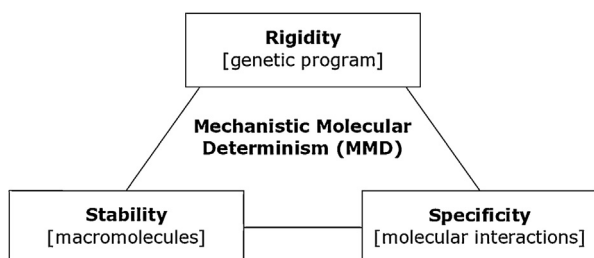 Rigidity
[genetic program]
Mechanistic Molecular
Determinism (MMD)
Stability
[macromolecules]
Specificity
[molecular interactions]